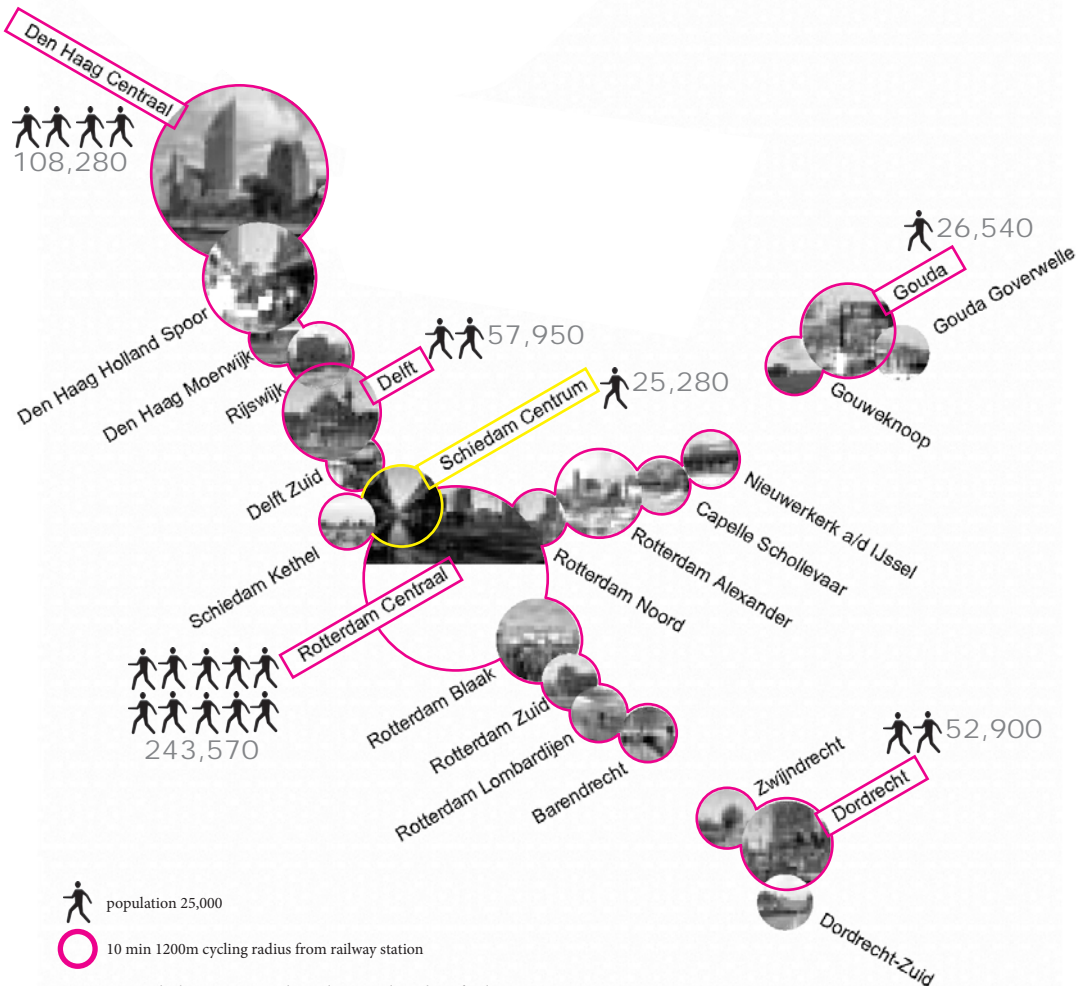 Den Haag Centraal
108,280
26,540
Gouda
Gouda Goverwelle
Den Haag Holland Spoor
57,950
Delft
Den Haag Moerwijk
25,280
Schiedam Centrum
Rijswijk
Gouweknoop
Delft Zuid
Nieuwerkerk a/d IJssel
Capelle Schollevaar
Schiedam Kethel
Rotterdam Alexander
Rotterdam Noord
Rotterdam Centraal
243,570
Rotterdam Blaak
Rotterdam Zuid
Rotterdam Lombardijen
Barendrecht
52,900
Zwijndrecht
Dordrecht
Dordrecht-Zuid
population 25,000
10 min 1200m cycling radius from railway station